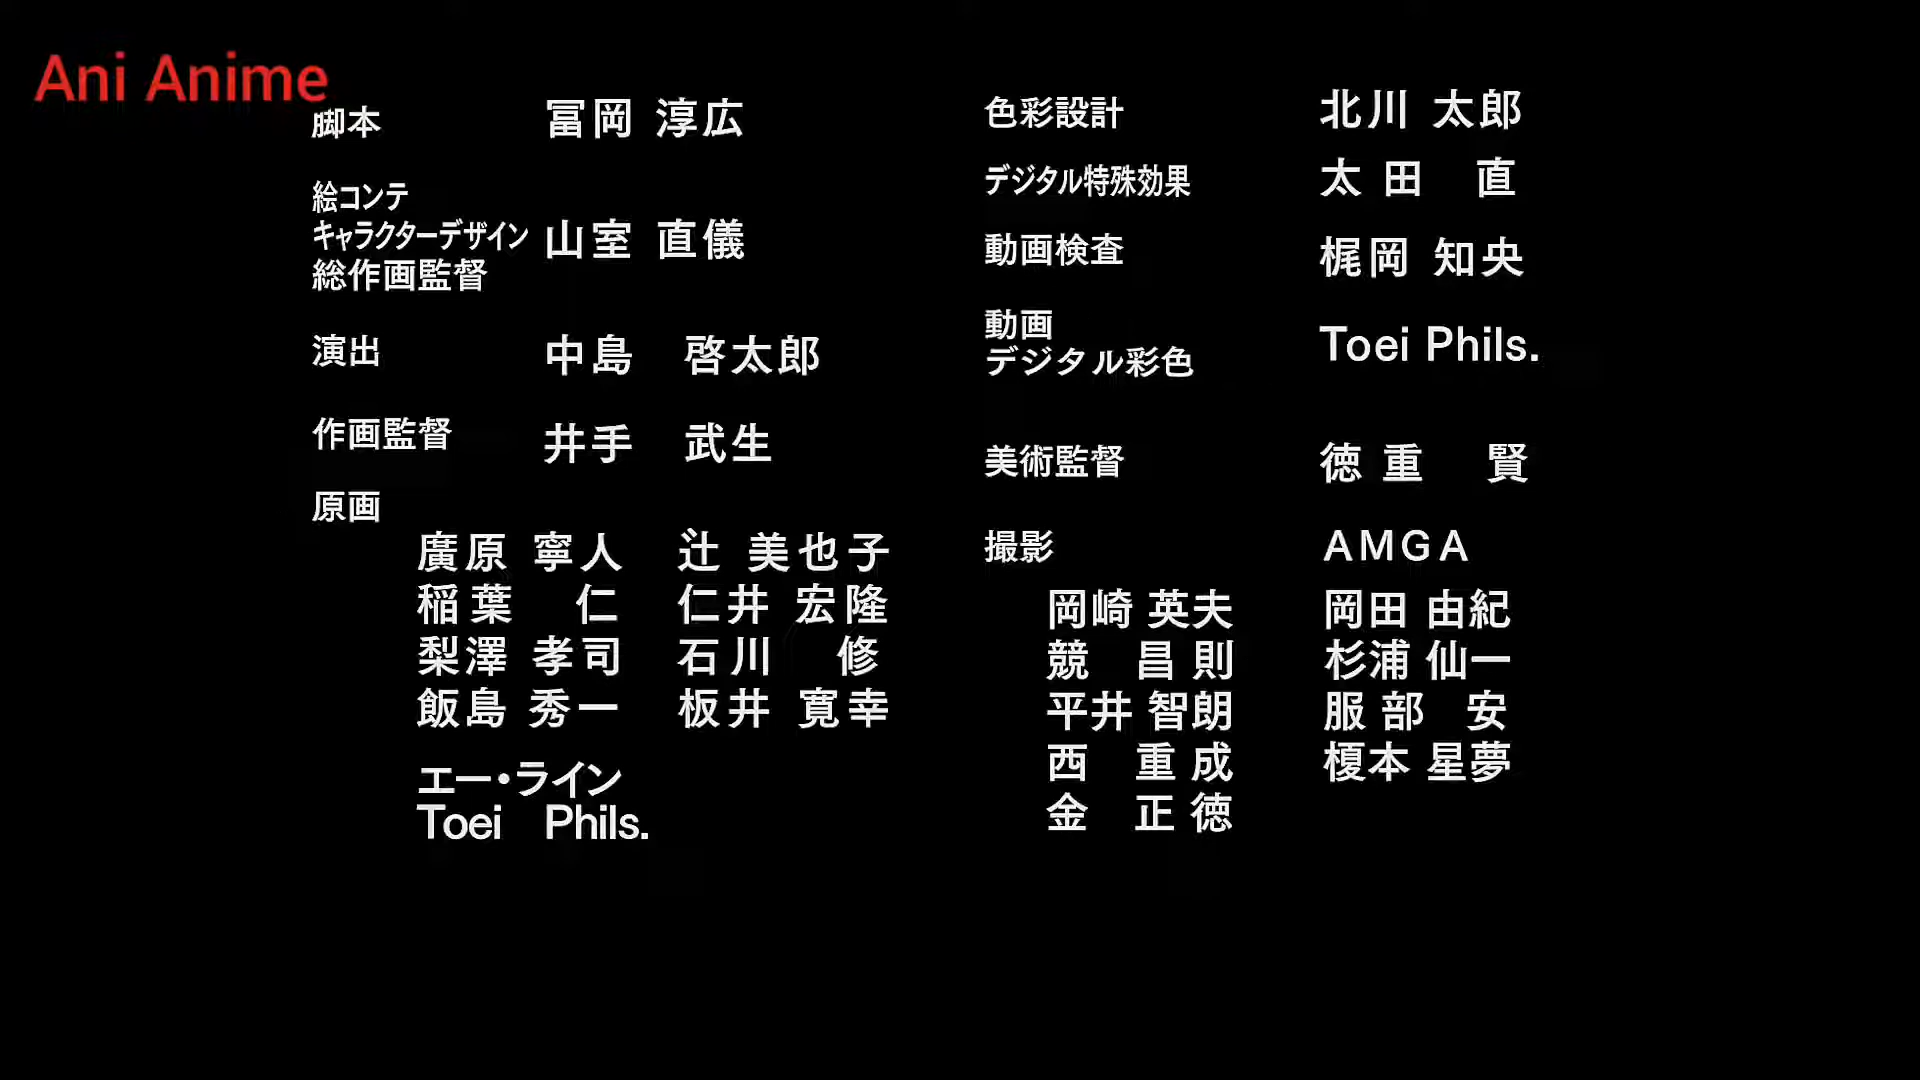 Ani Anime
脚本 冨岡 淳広
絵コンテ
キャラクターデザイン 山室 直儀
総作画監督
演出 中島 啓太郎
作画監督 井手 武生
原画
廣原 寧人 辻 美也子
稲葉 仁 仁井 宏隆
梨澤 孝司 石川 修
飯島 秀一 板井 寛幸
エー・ライン
Toei Phils.
色彩設計 北川 太郎
デジタル特殊効果 太田 直
動画検査 梶岡 知央
動画
デジタル彩色 Toei Phils.
美術監督 徳重 賢
撮影 AMGA
岡崎 英夫 岡田 由紀
競 昌則 杉浦 仙一
平井 智朗 服部 安
西 重成 榎本 星夢
金 正徳